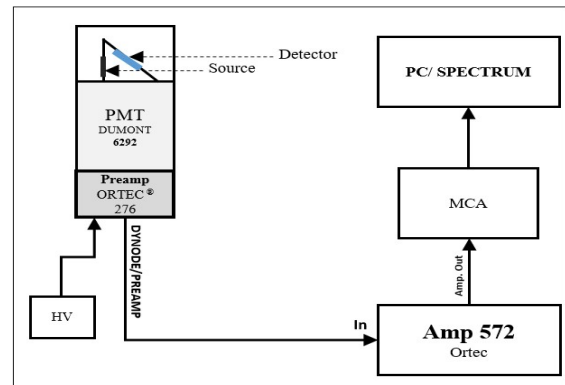 Detector
Source
PC/ SPECTRUM
PMT
DUMONT
6292
Preamp
ORTEC ®
276
MCA
DYNODE/PREAMP
Amp. Out
HV
In
Amp 572
Ortec